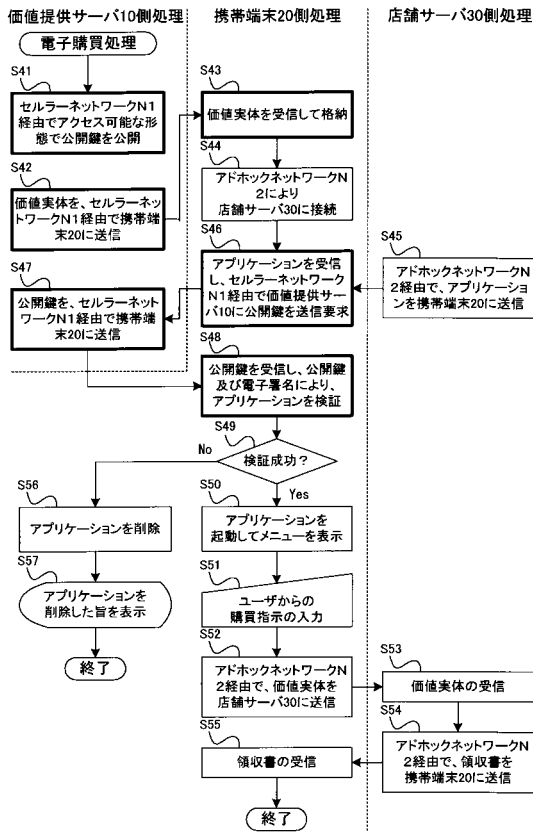 価値提供サーバ10側処理
携帯端末20側処理
店舗サーバ30側処理
電子購買処理
S41
セルラーネットワークN1
経由でアクセス可能な形
態で公開鍵を公開
S42
価値実体を、セルラーネッ
トワークN1経由で携帯端
末20に送信
S43
価値実体を受信して格納
S44
アドホックネットワークN
2により
店舗サーバ30に接続
S45
アドホックネットワークN
2経由で、アプリケーショ
ンを携帯端末20に送信
S46
アプリケーションを受信
し、セルラーネットワーク
N1経由で価値提供サー
バ10に公開鍵を送信要求
S47
公開鍵を、セルラーネッ
トワークN1経由で携帯端
末20に送信
S48
公開鍵を受信し、公開鍵
及び電子署名により、
アプリケーションを検証
S49
検証成功?
No
Yes
S56
アプリケーションを削除
S57
アプリケーションを
削除した旨を表示
終了
S50
アプリケーションを
起動してメニューを表示
S51
ユーザからの
購買指示の入力
S52
アドホックネットワークN
2経由で、価値実体を
店舗サーバ30に送信
S53
価値実体の受信
S54
アドホックネットワークN
2経由で、領収書を
携帯端末20に送信
S55
領収書の受信
終了